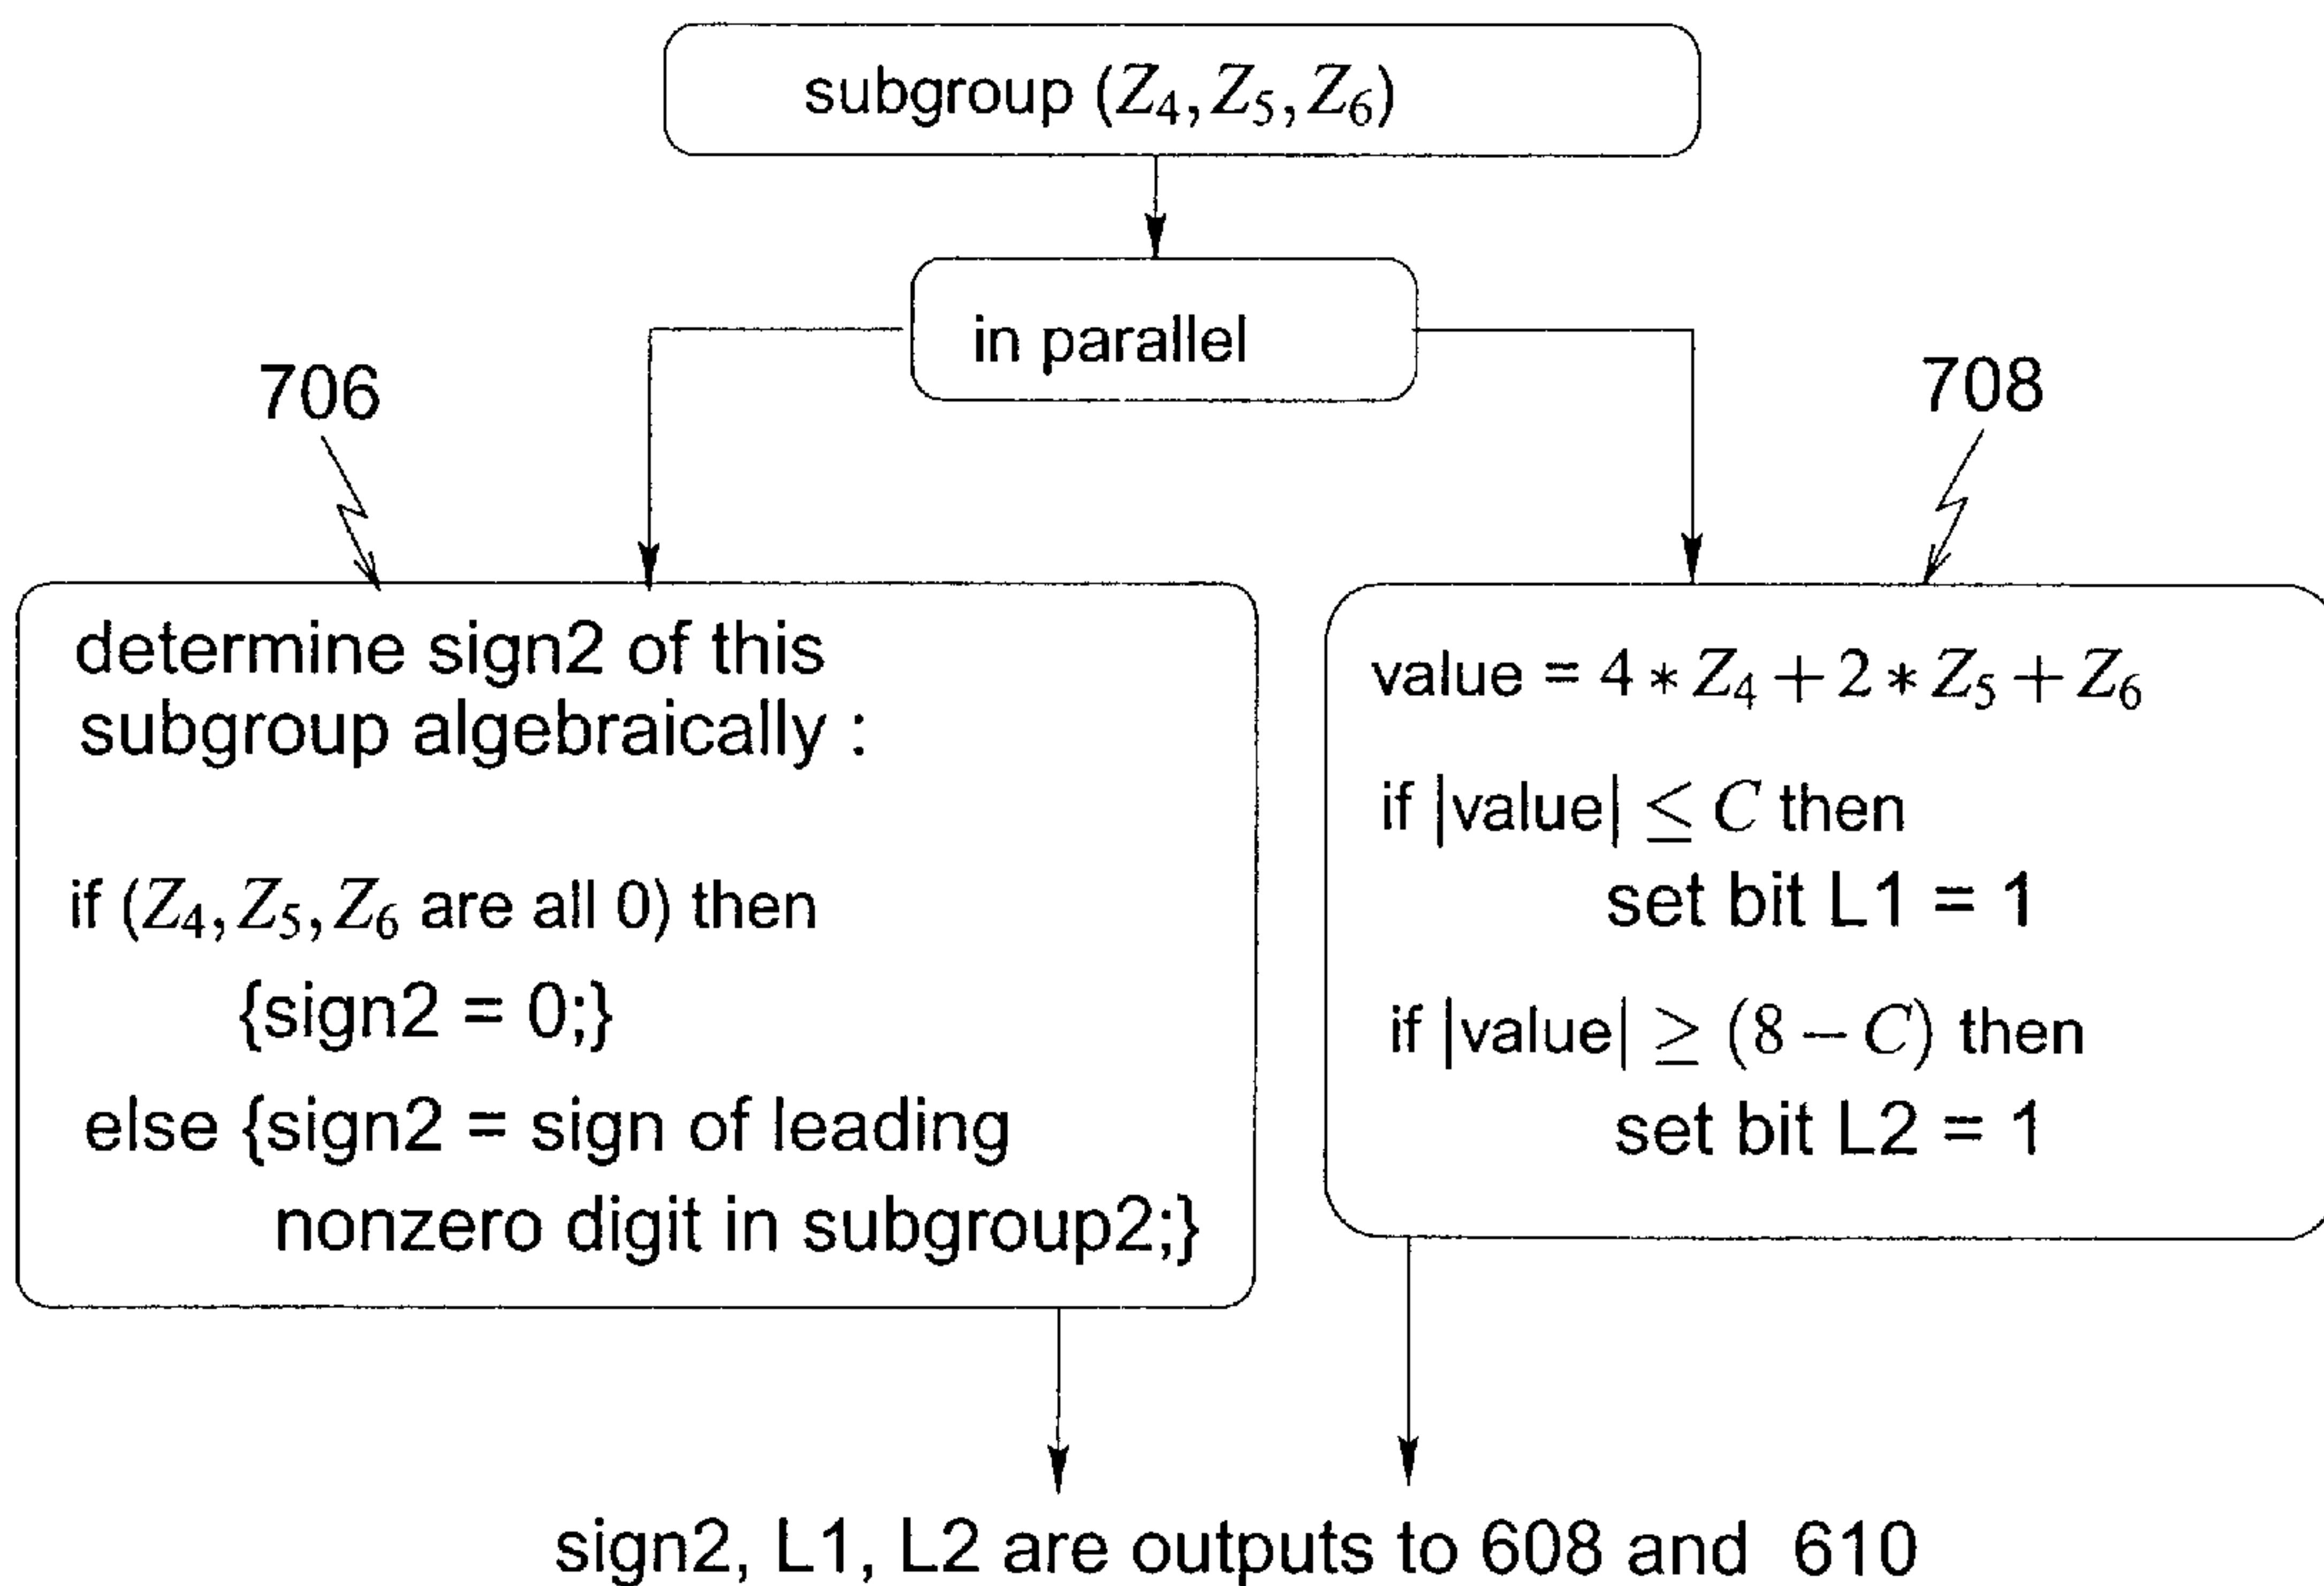 subgroup (Z₄, Z₅, Z₆)
in parallel
706
708
determine sign2 of this
subgroup algebraically :
if (Z₄, Z₅, Z₆ are all 0) then
{sign2 = 0;}
else {sign2 = sign of leading
nonzero digit in subgroup2;}
value = 4 * Z₄ + 2 * Z₅ + Z₆
if |value| ≤ C then
set bit L1 = 1
if |value| ≥ (8 − C) then
set bit L2 = 1
sign2, L1, L2 are outputs to 608 and 610